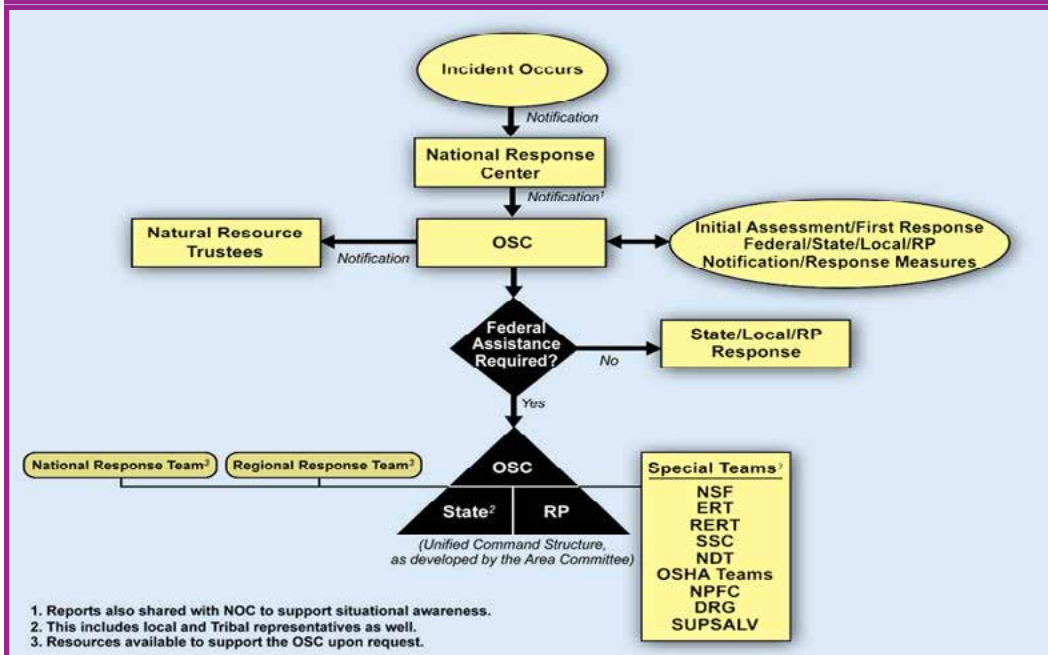 Incident Occurs
Notification
National Response
Center
Notification¹
Natural Resource
Trustees
Notification
OSC
Initial Assessment/First Response
Federal/State/Local/RP
Notification/Response Measures
Federal
Assistance
Required?
No
State/Local/RP
Response
Yes
National Response Team³
Regional Response Team³
OSC
State²
RP
(Unified Command Structure,
as developed by the Area Committee)
Special Teams³
NSF
ERT
RERT
SSC
NDT
OSHA Teams
NPFC
DRG
SUPSALV
1. Reports also shared with NOC to support situational awareness.
2. This includes local and Tribal representatives as well.
3. Resources available to support the OSC upon request.